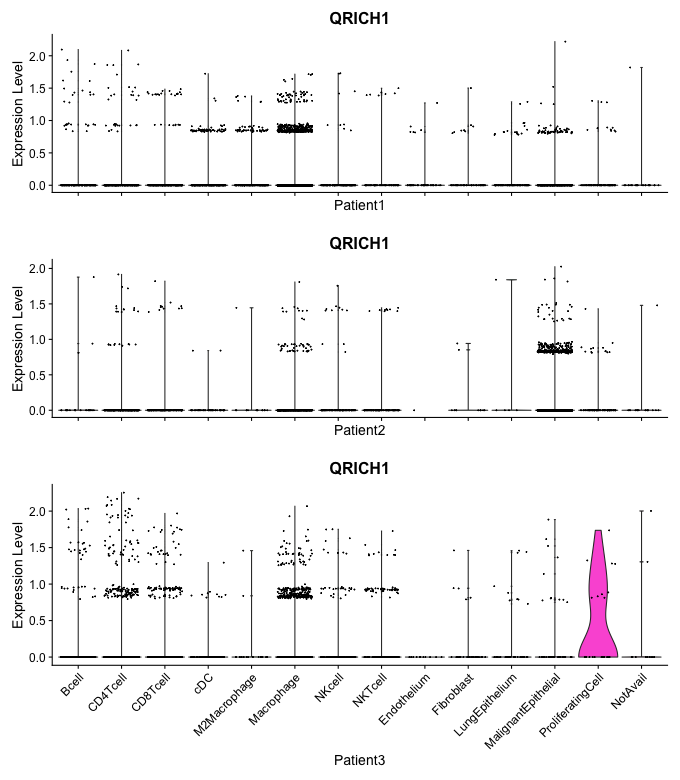 QRICH1
Expression Level
2.0
1.5
1.0
0.5
0.0
Patient1
QRICH1
Expression Level
2.0
1.5
1.0
0.5
0.0
Patient2
QRICH1
Expression Level
2.0
1.5
1.0
0.5
0.0
Bcell
CD4Tcell
CD8Tcell
cDC
M2Macrophage
Macrophage
NKcell
NKTcell
Endothelium
Fibroblast
LungEpithelium
MalignantEpithelial
ProliferatingCell
NotAvail
Patient3